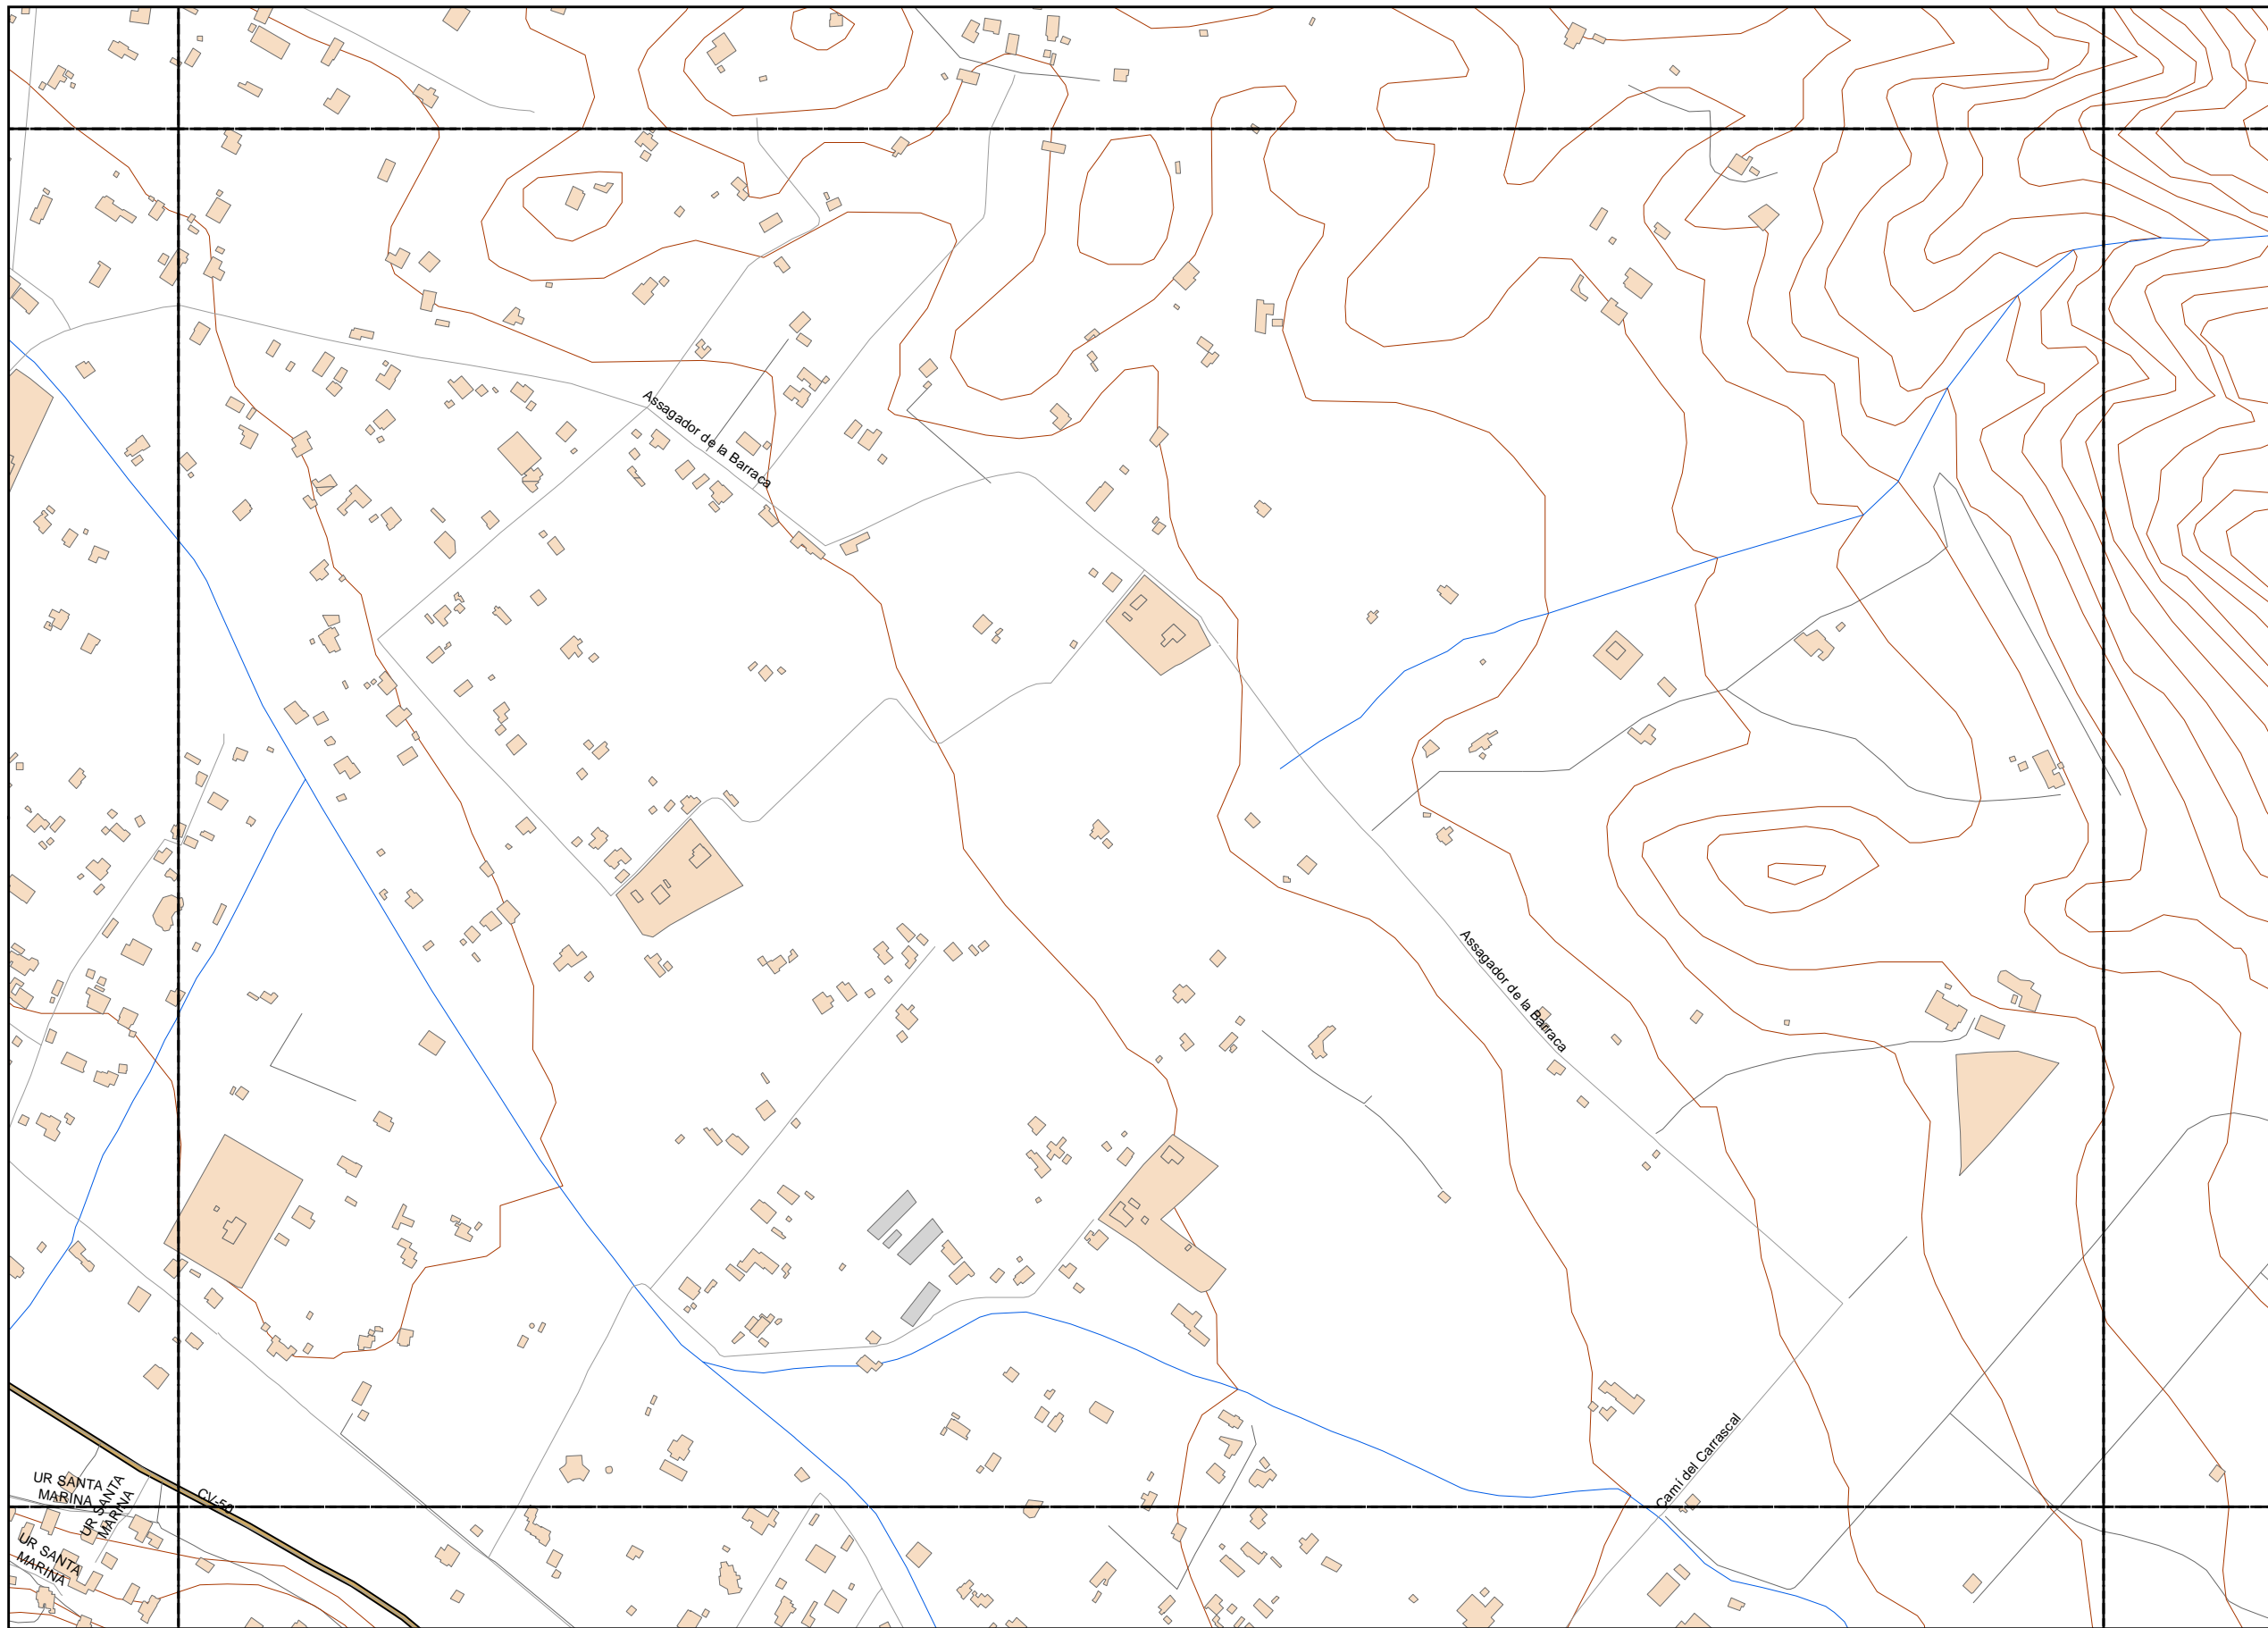 Assagador de la Barraca
Assagador de la Barraca
Camí del Carrascal
UR SANTA
MARINA
UR SANTA
MARINA
CV-50
UR SANTA
MARINA